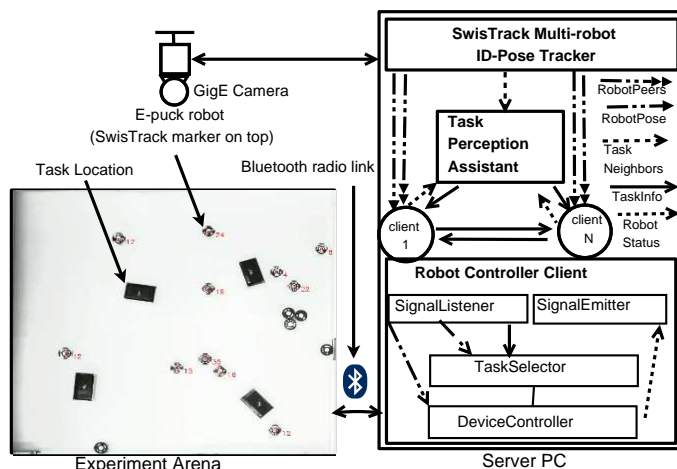 SwisTrack Multi-robot
ID-Pose Tracker
GigE Camera
E-puck robot
(SwisTrack marker on top)
Task Location
Bluetooth radio link
Task
Perception
Assistant
RobotPeers
RobotPose
Task
Neighbors
TaskInfo
Robot
Status
client
1
client
N
Robot Controller Client
SignalListener
SignalEmitter
TaskSelector
DeviceController
Experiment Arena
Server PC